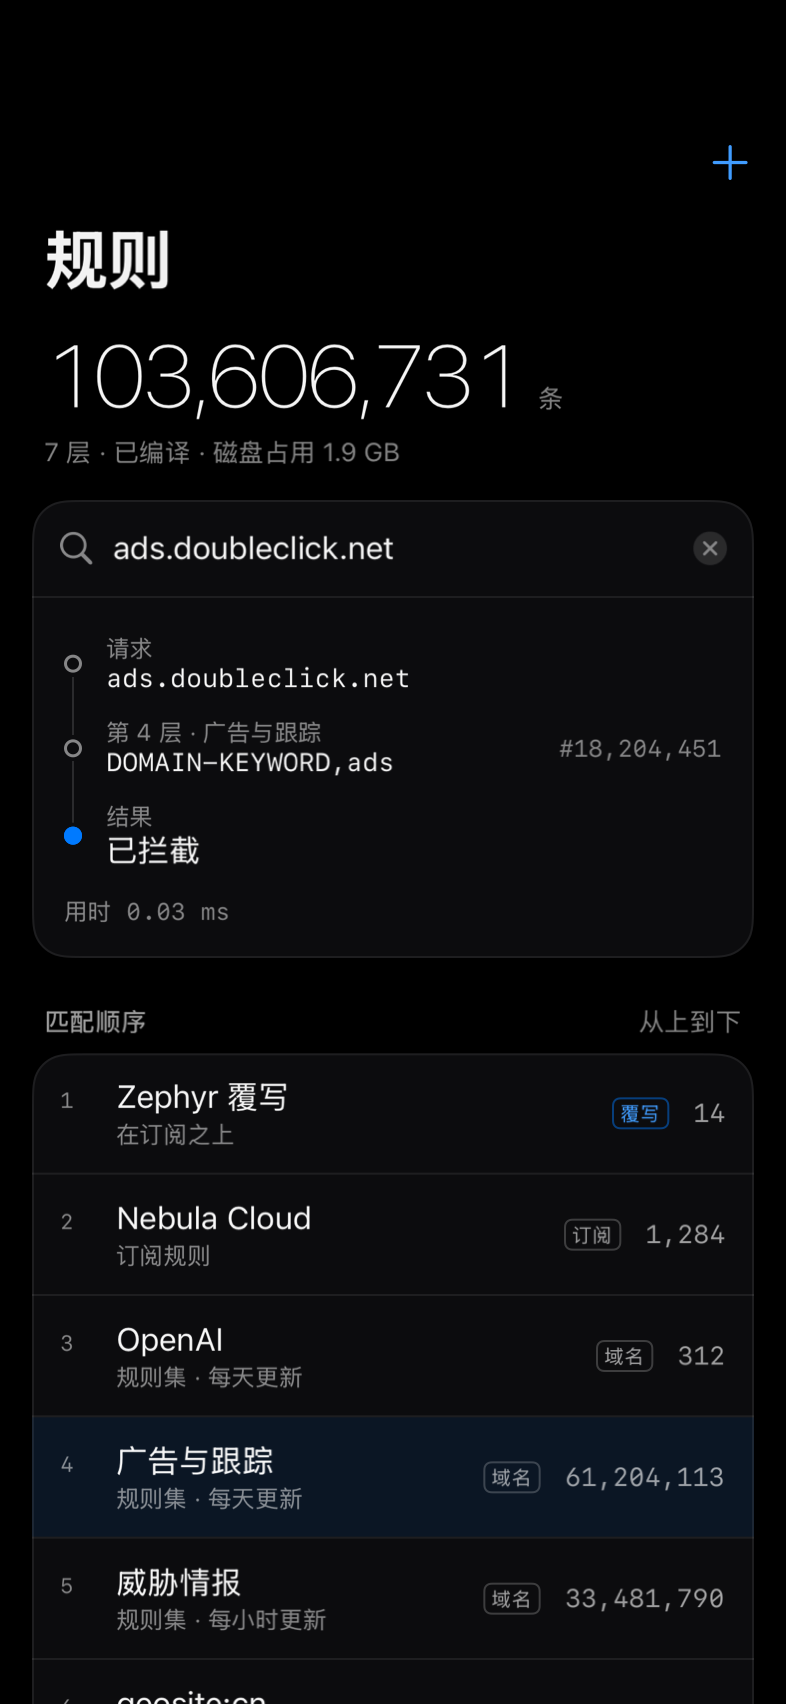 规则
103,606,731 条
7 层 · 已编译 · 磁盘占用 1.9 GB
ads.doubleclick.net
请求
ads.doubleclick.net
第 4 层 · 广告与跟踪
DOMAIN-KEYWORD,ads #18,204,451
结果
已拦截
用时 0.03 ms
匹配顺序 从上到下
1 Zephyr 覆写 覆写 14
在订阅之上
2 Nebula Cloud 订阅 1,284
订阅规则
3 OpenAI 域名 312
规则集 · 每天更新
4 广告与跟踪 域名 61,204,113
规则集 · 每天更新
5 威胁情报 域名 33,481,790
规则集 · 每小时更新
geosite:cn